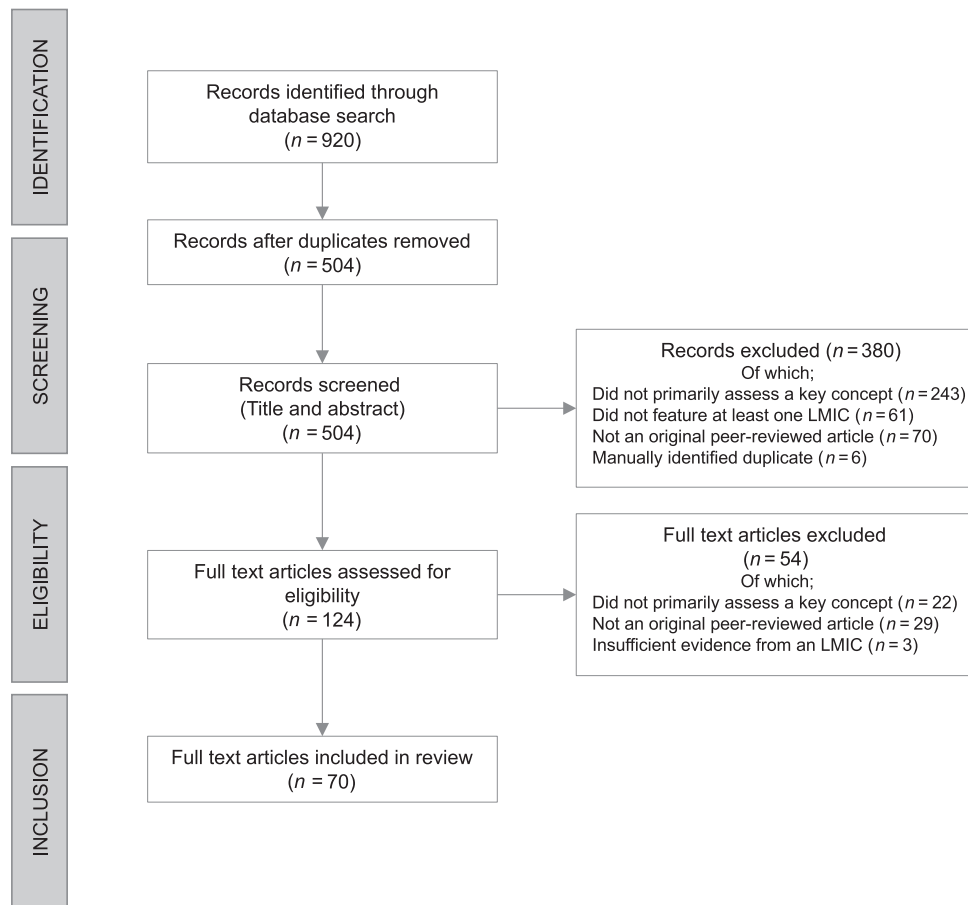 IDENTIFICATION
Records identified through
database search
(n = 920)
Records after duplicates removed
(n = 504)
SCREENING
Records screened
(Title and abstract)
n = 504)
Records excluded (n = 380)
Of which;
Did not primarily assess a key concept (n = 243)
Did not feature at least one LMIC (n = 61)
Not an original peer-reviewed article (n = 70)
Manually identified duplicate (n = 6)
ELIGIBILITY
Full text articles assessed for
eligibility
(n = 124)
Full text articles excluded
(n = 54)
Of which;
Did not primarily assess a key concept (n = 22)
Not an original peer-reviewed article (n = 29)
Insufficient evidence from an LMIC (n = 3)
INCLUSION
Full text articles included in review
(n = 70)